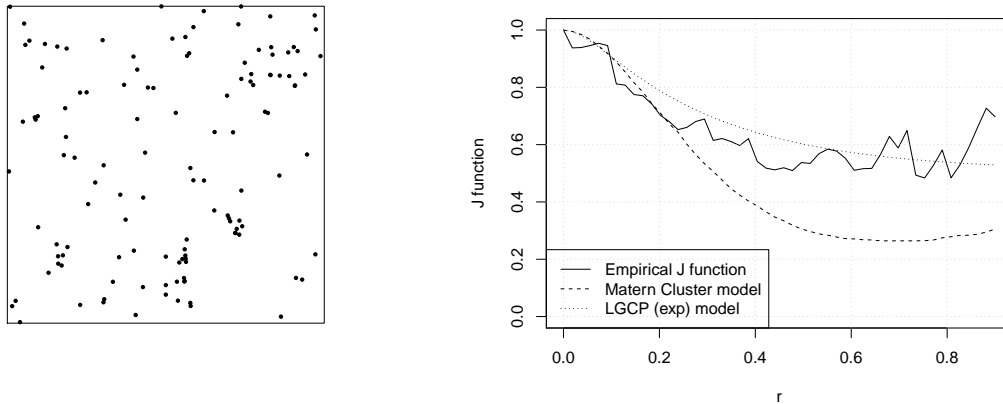 J function
1.0
0.8
0.6
0.4
0.2
0.0
Empirical J function
Matern Cluster model
LGCP (exp) model
0.0 0.2 0.4 0.6 0.8
r